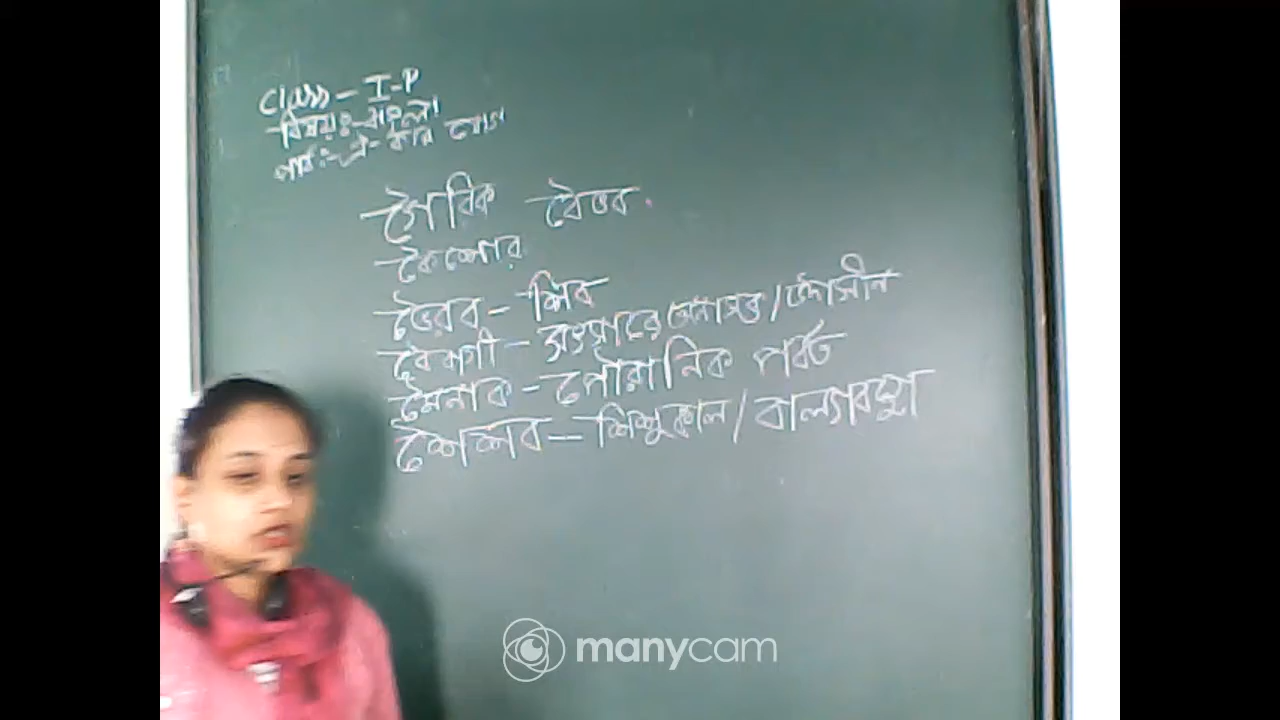 Class - I-P
বিষয়ঃ- বাংলা
পাঠঃ- ঐ- কার যোগ
গৈরিক বৈভব
কৈশোর
ভৈরব - শিব
বৈরাগী - সংসারে অনাসক্ত / উদাসীন
মৈনাক - পৌরানিক পর্বত
শৈশব - শিশুকাল / বাল্যাবস্থা
manycam